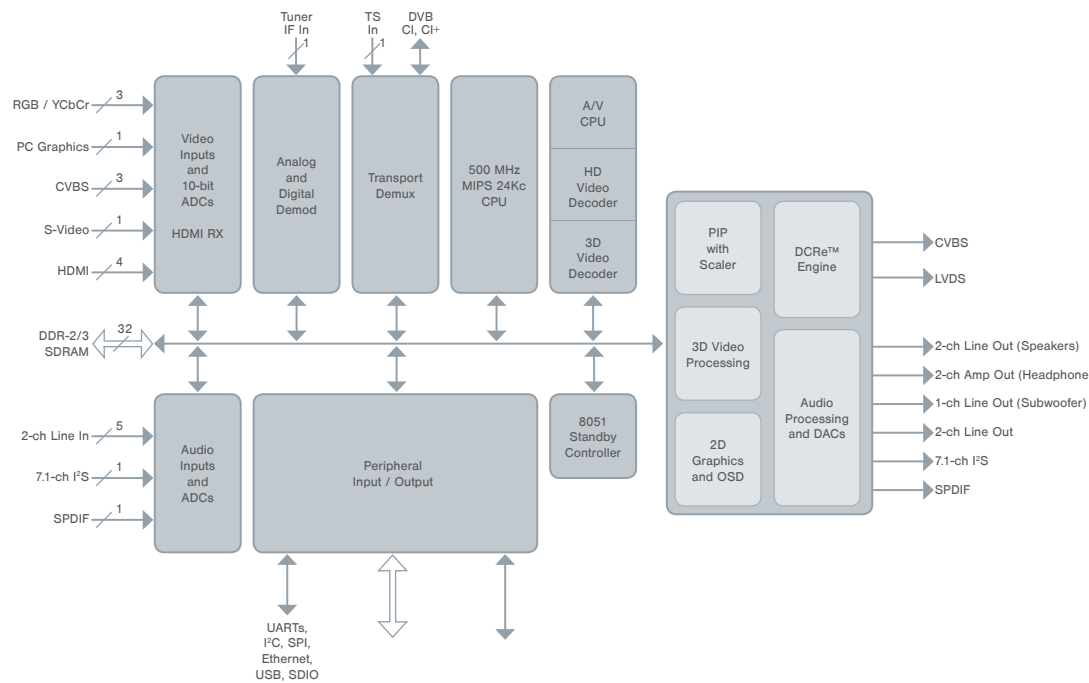 Tuner
IF In
1
TS
In
1
DVB
CI, CI+
RGB / YCbCr
3
PC Graphics
1
CVBS
3
S-Video
1
HDMI
4
Video
Inputs
and
10-bit
ADCs
HDMI RX
Analog
and
Digital
Demod
Transport
Demux
500 MHz
MIPS 24Kc
CPU
A/V
CPU
HD
Video
Decoder
3D
Video
Decoder
DDR-2/3
SDRAM
32
2-ch Line In
5
7.1-ch I²S
1
SPDIF
1
Audio
Inputs
and
ADCs
Peripheral
Input / Output
8051
Standby
Controller
UARTs,
I²C, SPI,
Ethernet,
USB, SDIO
PIP
with
Scaler
DCRe™
Engine
3D Video
Processing
2D
Graphics
and OSD
Audio
Processing
and DACs
CVBS
LVDS
2-ch Line Out (Speakers)
2-ch Amp Out (Headphone
1-ch Line Out (Subwoofer)
2-ch Line Out
7.1-ch I²S
SPDIF